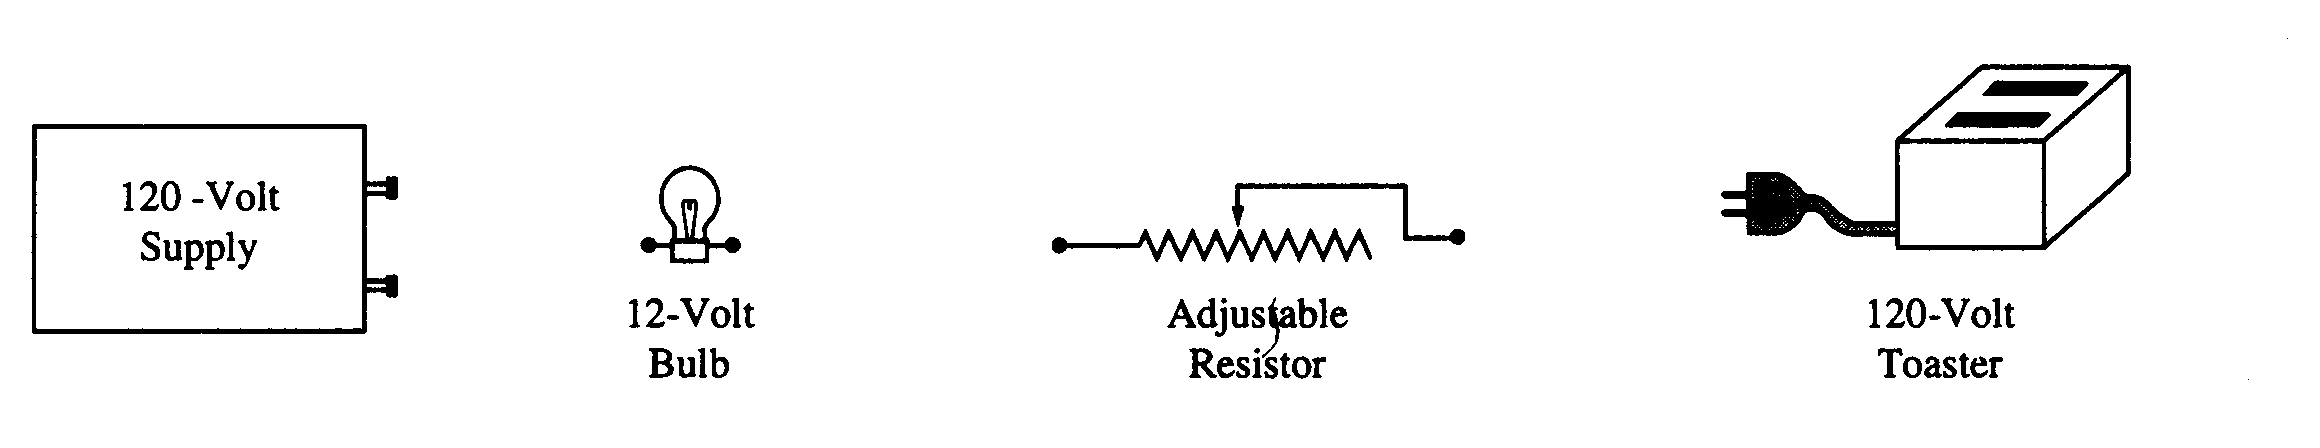 120 -Volt
Supply
12-Volt
Bulb
Adjustable
Resistor
120-Volt
Toaster